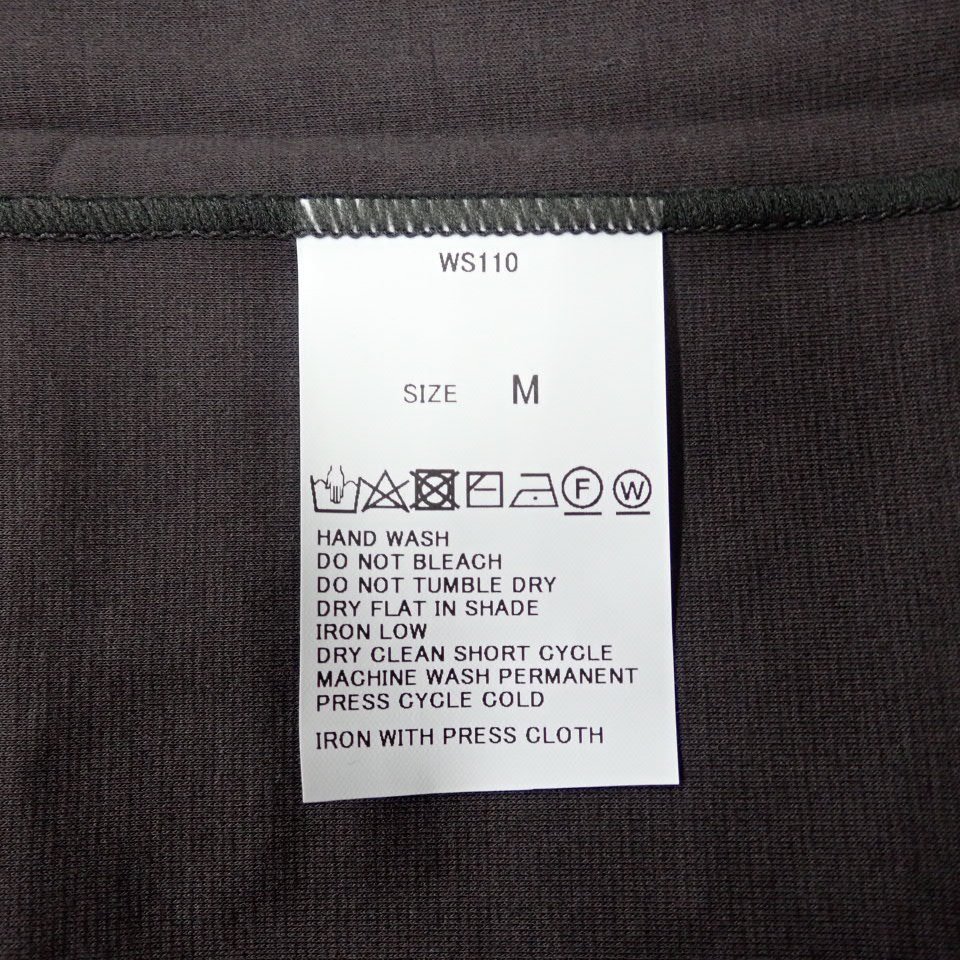 WS110
SIZE M
F W
HAND WASH
DO NOT BLEACH
DO NOT TUMBLE DRY
DRY FLAT IN SHADE
IRON LOW
DRY CLEAN SHORT CYCLE
MACHINE WASH PERMANENT
PRESS CYCLE COLD
IRON WITH PRESS CLOTH